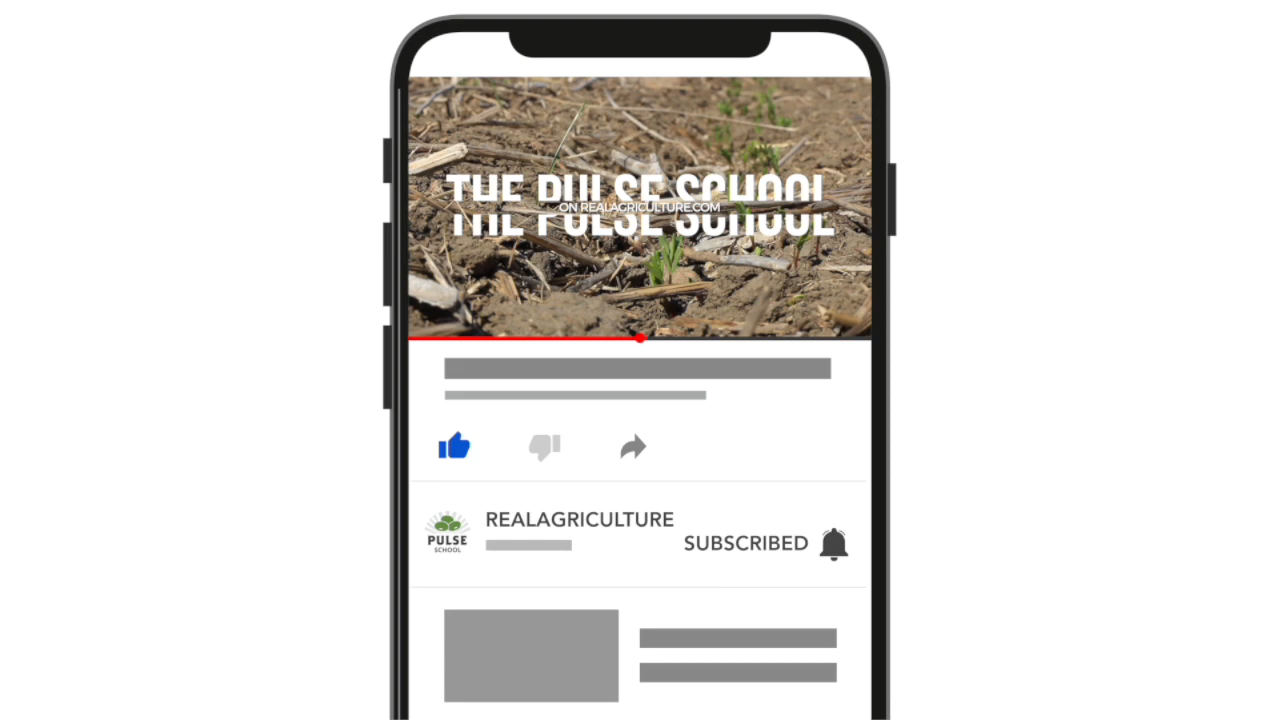 THE PULSE SCHOOL
ON REALAGRICULTURE.COM
PULSE
SCHOOL
REALAGRICULTURE
SUBSCRIBED